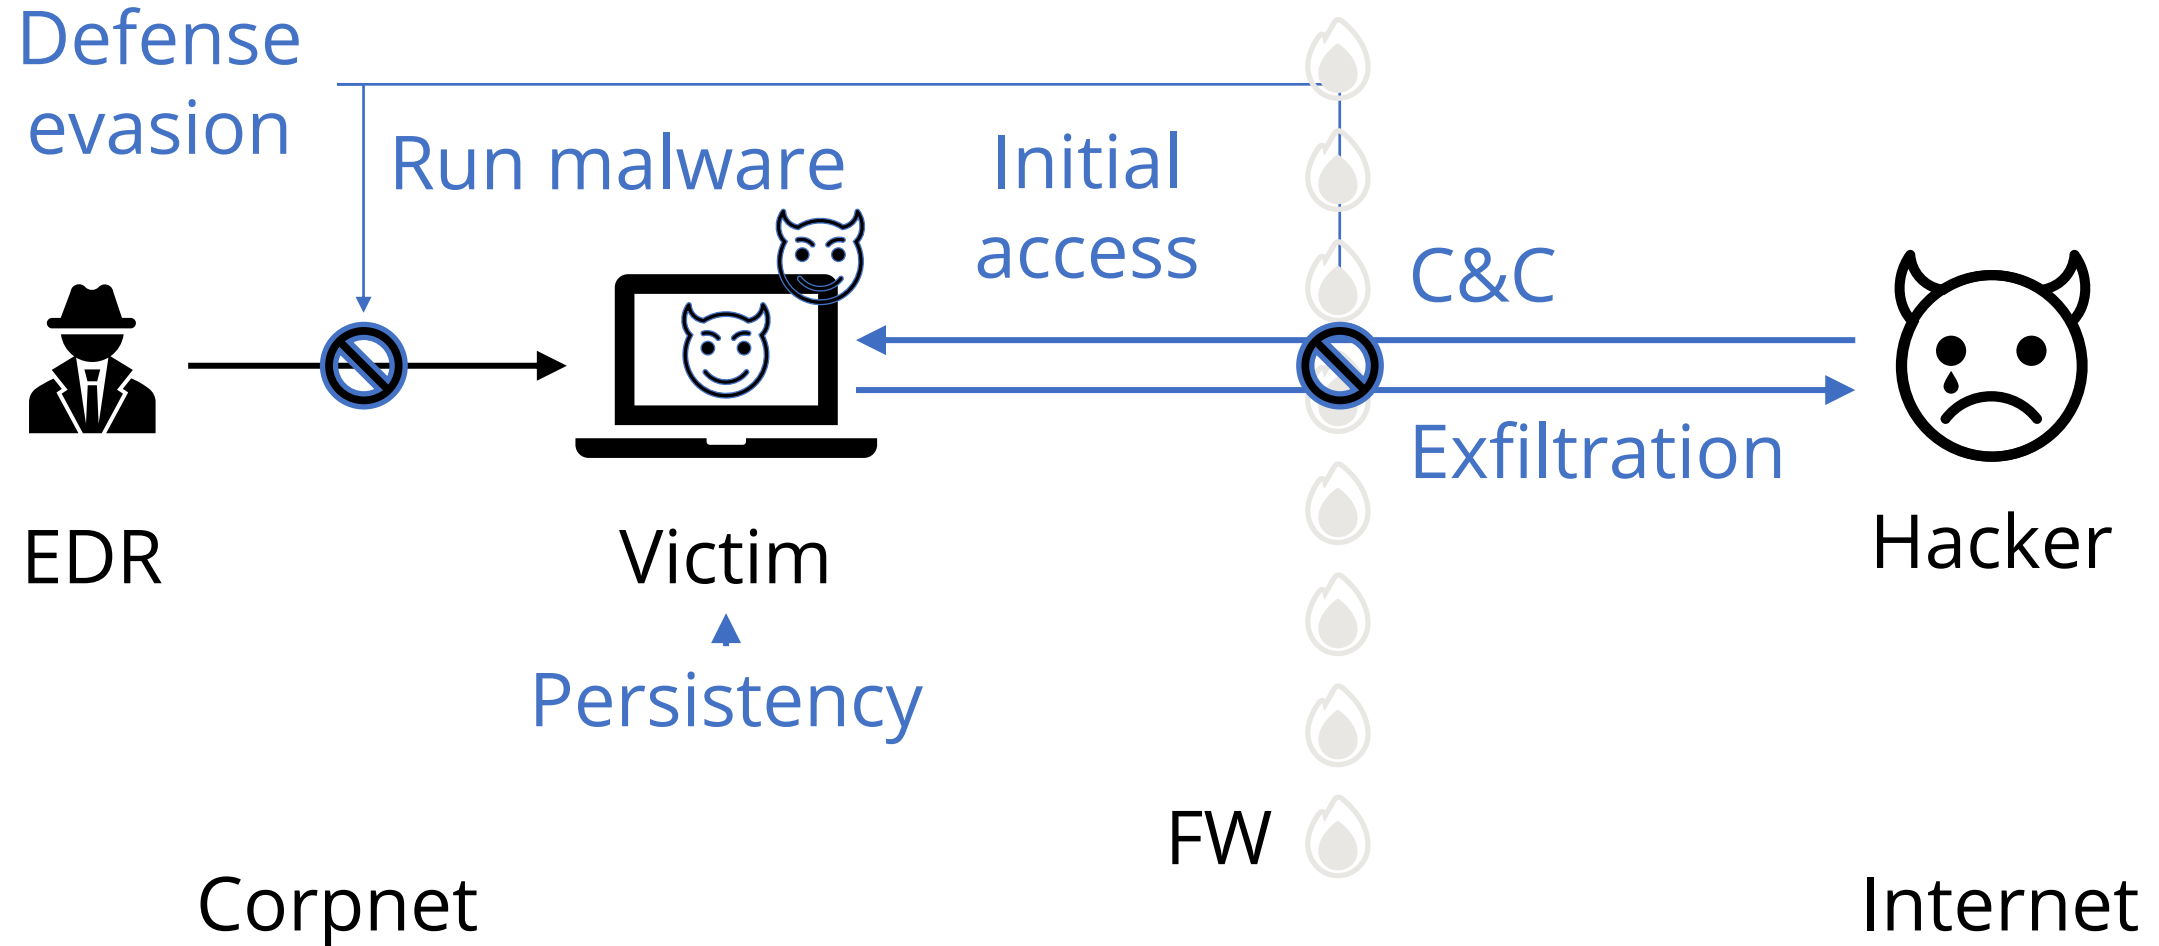 Defense
evasion
Run malware
Initial
access
C&C
Exfiltration
EDR
Victim
Hacker
Persistency
FW
Corpnet
Internet